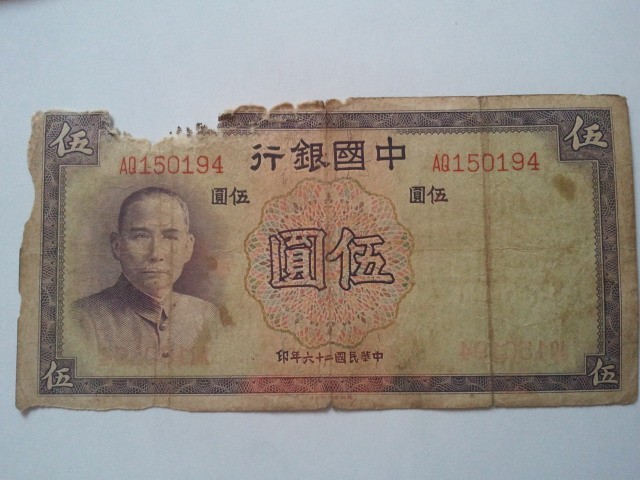 伍 伍
AQ150194 中國銀行 AQ150194
伍圓 伍圓
伍圓
中華民國二十六年印
伍 伍